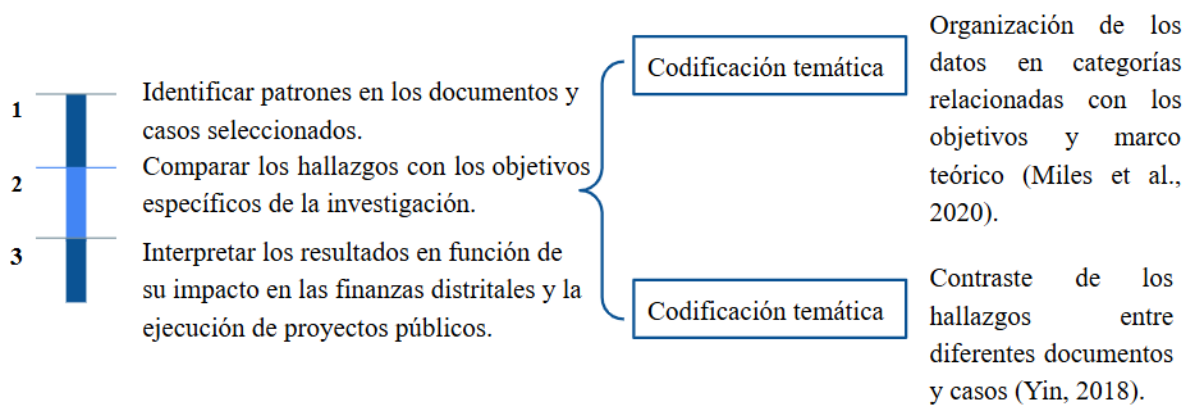 1
Identificar patrones en los documentos y
casos seleccionados.
2
Comparar los hallazgos con los objetivos
específicos de la investigación.
3
Interpretar los resultados en función de
su impacto en las finanzas distritales y la
ejecución de proyectos públicos.
Codificación temática
Organización de los
datos en categorías
relacionadas con los
objetivos y marco
teórico (Miles et al.,
2020).
Codificación temática
Contraste de los
hallazgos entre
diferentes documentos
y casos (Yin, 2018).